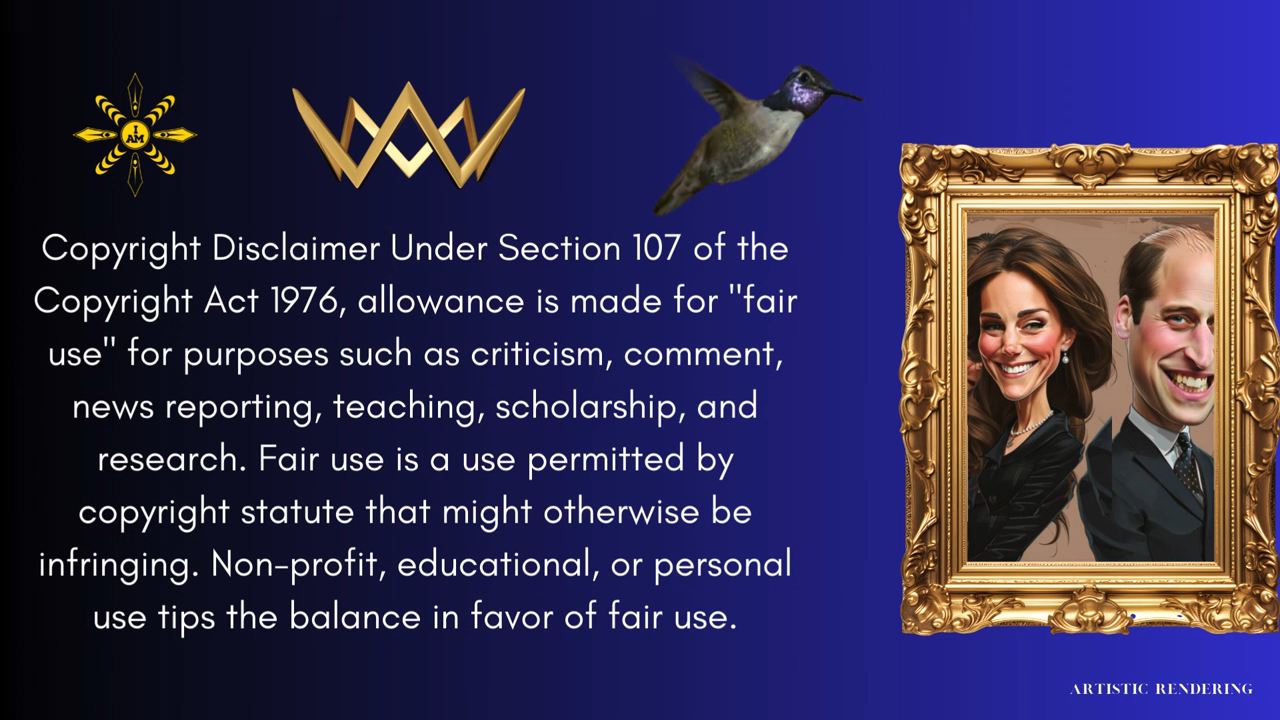 I
AM
Copyright Disclaimer Under Section 107 of the
Copyright Act 1976, allowance is made for "fair
use" for purposes such as criticism, comment,
news reporting, teaching, scholarship, and
research. Fair use is a use permitted by
copyright statute that might otherwise be
infringing. Non-profit, educational, or personal
use tips the balance in favor of fair use.
ARTISTIC RENDERING